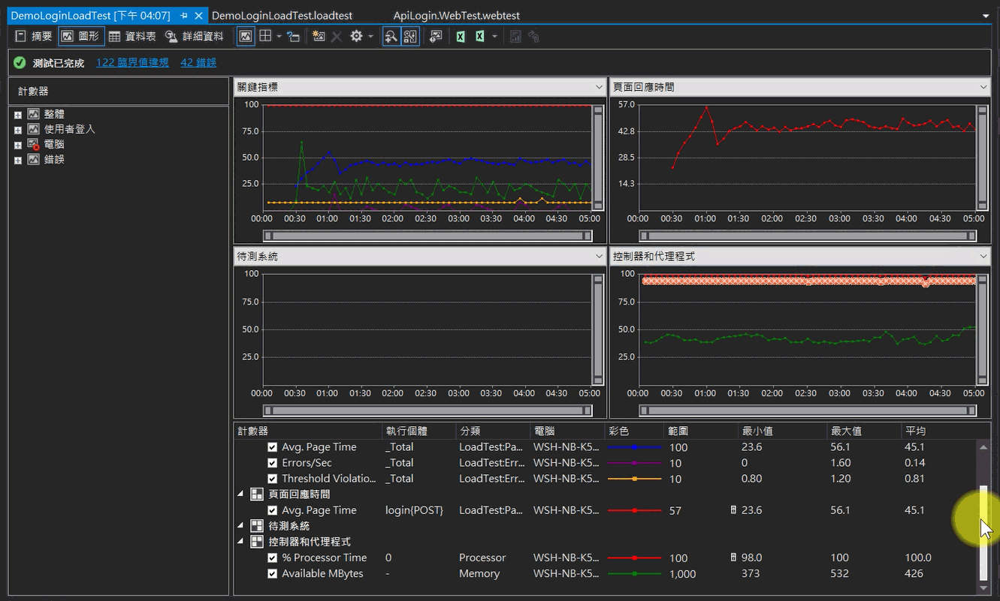 DemoLoginLoadTest [下午 04:07] DemoLoginLoadTest.loadtest ApiLogin.WebTest.webtest
摘要 圖形 資料表 詳細資料
測試已完成 122 臨界值違規 42 錯誤
計數器
整體
使用者登入
電腦
錯誤
關鍵指標
100
75.0
50.0
25.0
00:00 00:30 01:00 01:30 02:00 02:30 03:00 03:30 04:00 04:30 05:00
頁面回應時間
57.0
42.8
28.5
14.3
00:00 00:30 01:00 01:30 02:00 02:30 03:00 03:30 04:00 04:30 05:00
待測系統
100
75.0
50.0
25.0
00:00 00:30 01:00 01:30 02:00 02:30 03:00 03:30 04:00 04:30 05:00
控制器和代理程式
100
75.0
50.0
25.0
00:00 00:30 01:00 01:30 02:00 02:30 03:00 03:30 04:00 04:30 05:00
計數器 執行個體 分類 電腦 彩色 範圍 最小值 最大值 平均
Avg. Page Time _Total LoadTest:Pa... WSH-NB-K5... 100 23.6 56.1 45.1
Errors/Sec _Total LoadTest:Err... WSH-NB-K5... 10 0 1.60 0.14
Threshold Violatio... _Total LoadTest:Err... WSH-NB-K5... 10 0.80 1.20 0.81
頁面回應時間
Avg. Page Time login{POST} LoadTest:Pa... WSH-NB-K5... 57 23.6 56.1 45.1
待測系統
控制器和代理程式
% Processor Time 0 Processor WSH-NB-K5... 100 98.0 100 100.0
Available MBytes - Memory WSH-NB-K5... 1,000 373 532 426